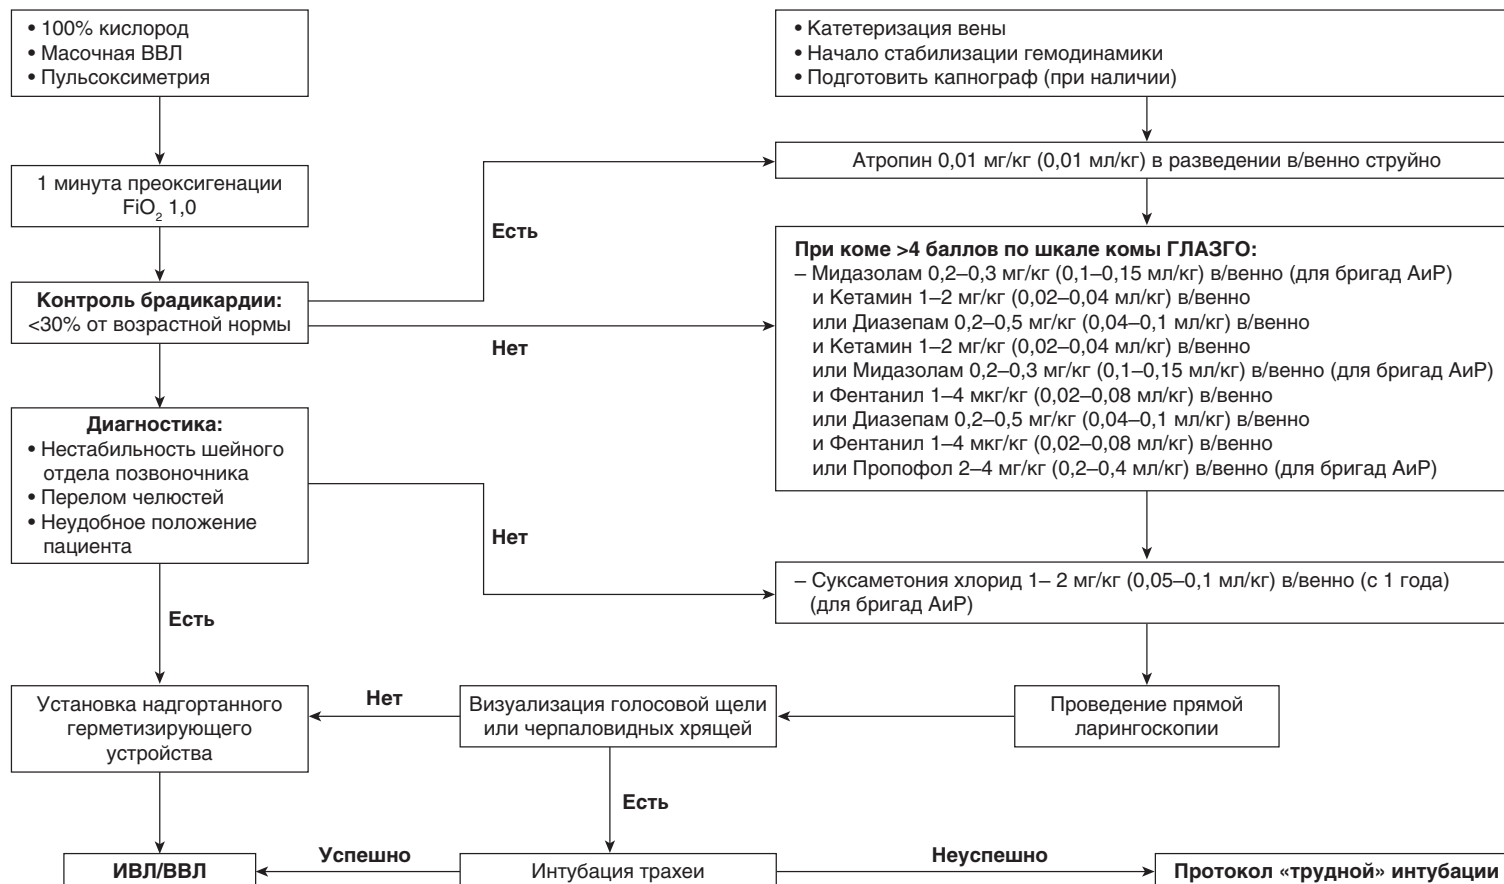 • 100% кислород
• Масочная ВВЛ
• Пульсоксиметрия
• Катетеризация вены
• Начало стабилизации гемодинамики
• Подготовить капнограф (при наличии)
1 минута преоксигенации
FiO₂ 1,0
Атропин 0,01 мг/кг (0,01 мл/кг) в разведении в/венно струйно
Есть
Контроль брадикардии:
<30% от возрастной нормы
Нет
При коме >4 баллов по шкале комы ГЛАЗГО:
– Мидазолам 0,2–0,3 мг/кг (0,1–0,15 мл/кг) в/венно (для бригад АиР)
и Кетамин 1–2 мг/кг (0,02–0,04 мл/кг) в/венно
или Диазепам 0,2–0,5 мг/кг (0,04–0,1 мл/кг) в/венно
и Кетамин 1–2 мг/кг (0,02–0,04 мл/кг) в/венно
или Мидазолам 0,2–0,3 мг/кг (0,1–0,15 мл/кг) в/венно (для бригад АиР)
и Фентанил 1–4 мкг/кг (0,02–0,08 мл/кг) в/венно
или Диазепам 0,2–0,5 мг/кг (0,04–0,1 мл/кг) в/венно
и Фентанил 1–4 мкг/кг (0,02–0,08 мл/кг) в/венно
или Пропофол 2–4 мг/кг (0,2–0,4 мл/кг) в/венно (для бригад АиР)
Диагностика:
• Нестабильность шейного
отдела позвоночника
• Перелом челюстей
• Неудобное положение
пациента
Нет
– Суксаметония хлорид 1– 2 мг/кг (0,05–0,1 мл/кг) в/венно (с 1 года)
(для бригад АиР)
Есть
Установка надгортанного
герметизирующего
устройства
Нет
Визуализация голосовой щели
или черпаловидных хрящей
Проведение прямой
ларингоскопии
Есть
ИВЛ/ВВЛ
Успешно
Интубация трахеи
Неуспешно
Протокол «трудной» интубации